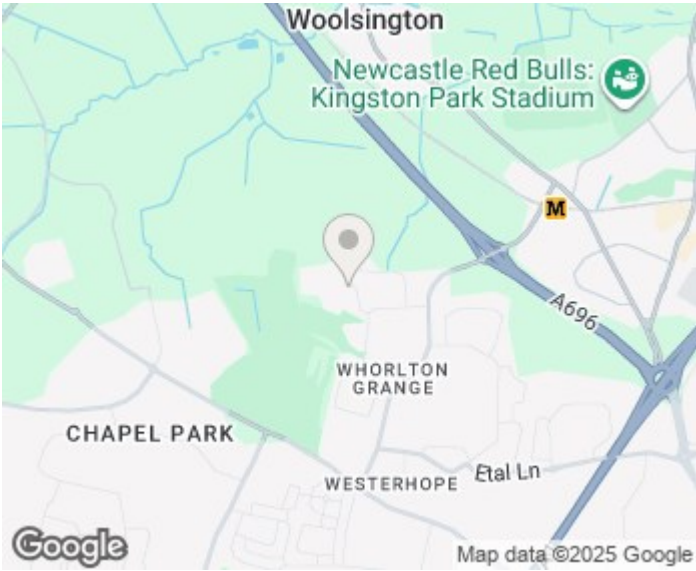 Woolsington
Newcastle Red Bulls:
Kingston Park Stadium
M
A696
WHORLTON
GRANGE
CHAPEL PARK
WESTERHOPE
Etal Ln
Google
Map data ©2025 Google